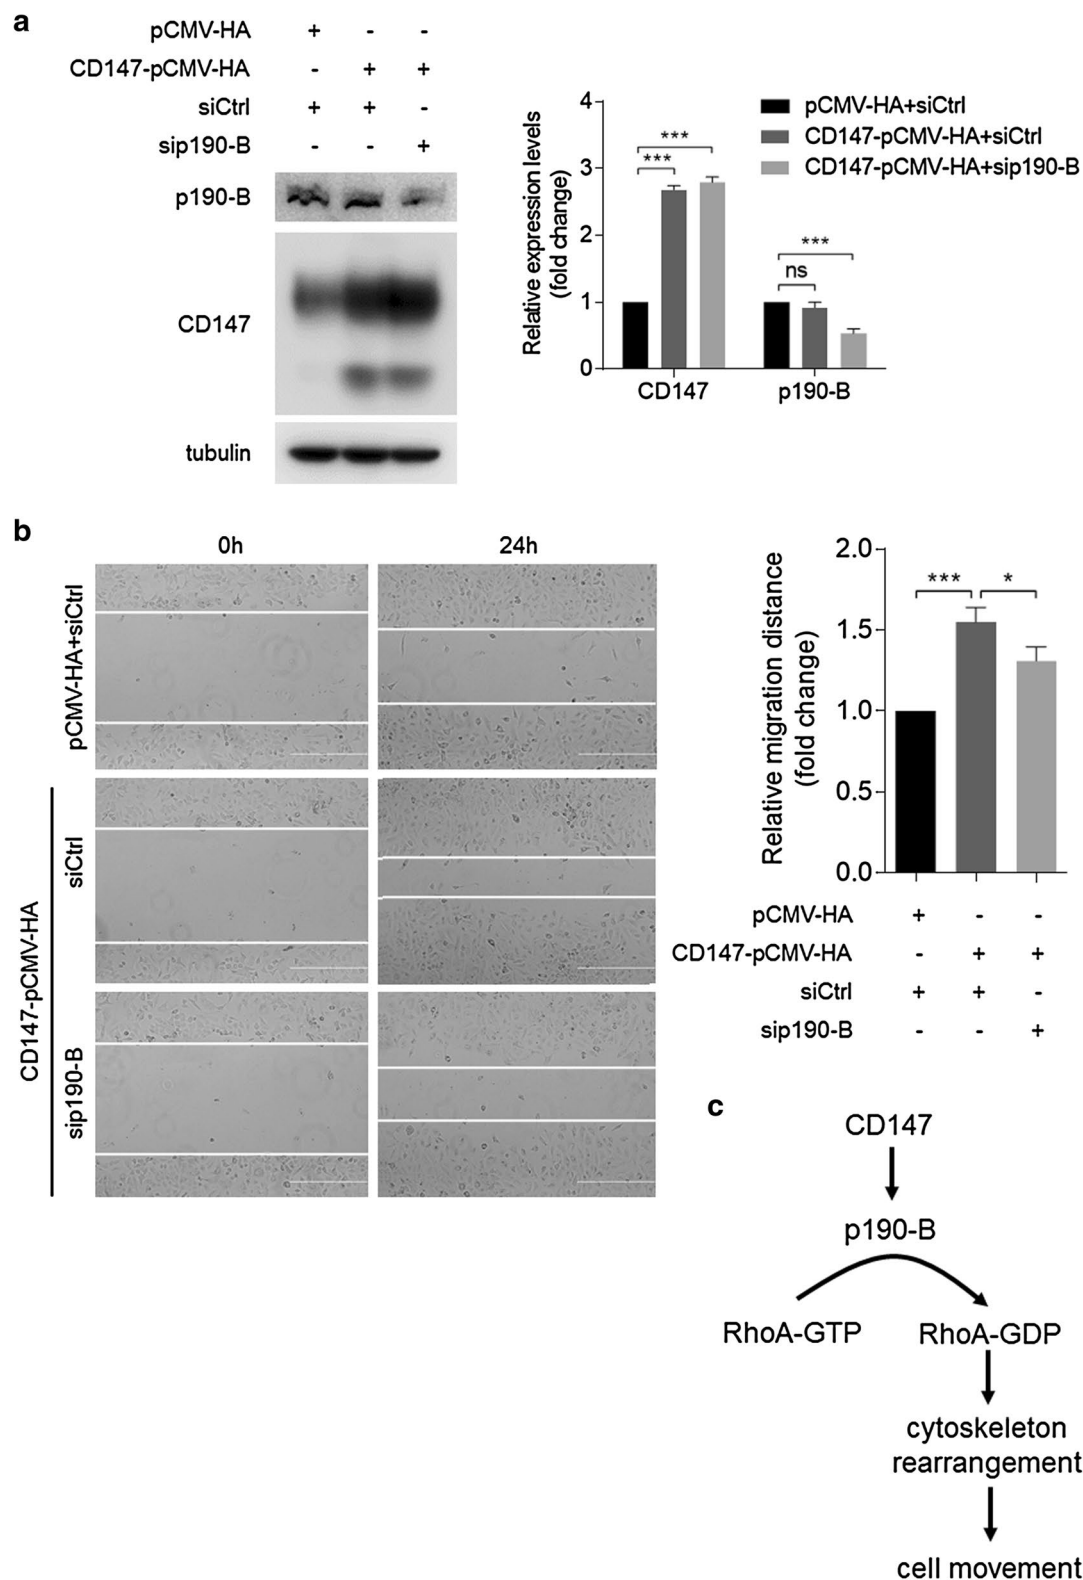 a
pCMV-HA + - -
CD147-pCMV-HA - + +
siCtrl + + -
sip190-B - - +
p190-B
CD147
tubulin
Relative expression levels
(fold change)
4
3
2
1
0
***
***
***
ns
CD147
p190-B
pCMV-HA+siCtrl
CD147-pCMV-HA+siCtrl
CD147-pCMV-HA+sip190-B
b
0h 24h
pCMV-HA+siCtrl
CD147-pCMV-HA
siCtrl
sip190-B
Relative migration distance
(fold change)
2.0
1.5
1.0
0.5
0.0
*** *
pCMV-HA + - -
CD147-pCMV-HA - + +
siCtrl + + -
sip190-B - - +
c
CD147
p190-B
RhoA-GTP RhoA-GDP
cytoskeleton
rearrangement
cell movement